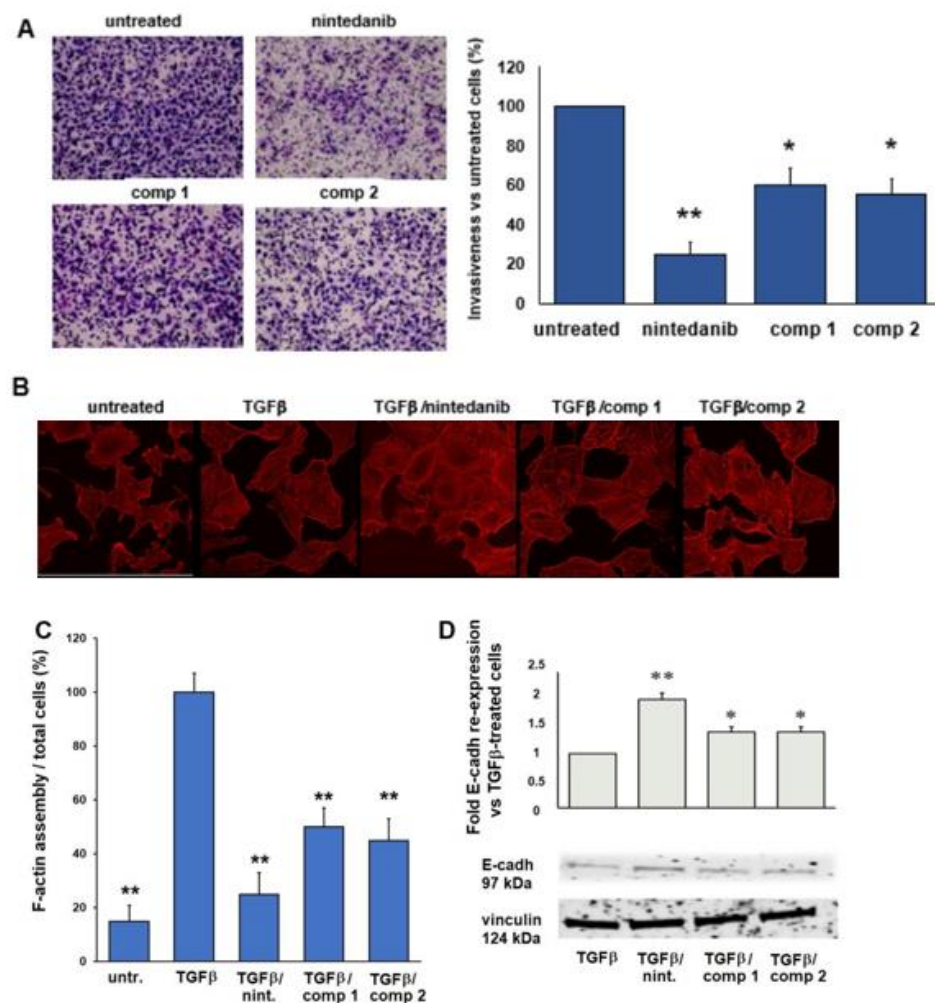 A
untreated
nintedanib
comp 1
comp 2
Invasiveness vs untreated cells (%)
120
100
80
60
40
20
0
*
*
**
untreated
nintedanib
comp 1
comp 2
B
untreated
TGFβ
TGFβ/nintedanib
TGFβ/comp 1
TGFβ/comp 2
C
F-actin assembly / total cells (%)
120
100
80
60
40
20
0
**
**
**
**
untr.
TGFβ
TGFβ/
nint.
TGFβ/
comp 1
TGFβ/
comp 2
D
Fold E-cadh re-expression
vs TGFβ-treated cells
2.5
2
1.5
1
0.5
0
**
*
*
E-cadh
97 kDa
vinculin
124 kDa
TGFβ
TGFβ/
nint.
TGFβ/
comp 1
TGFβ/
comp 2